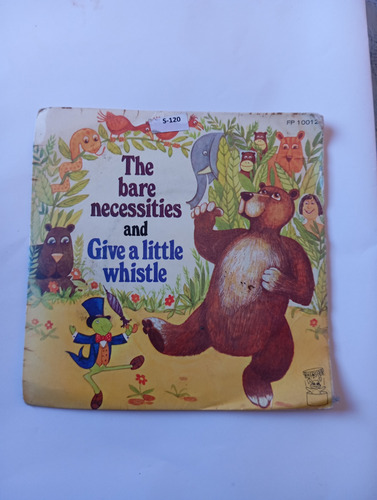 S-120
FP 10012
The
bare
necessities
and
Give a little
whistle